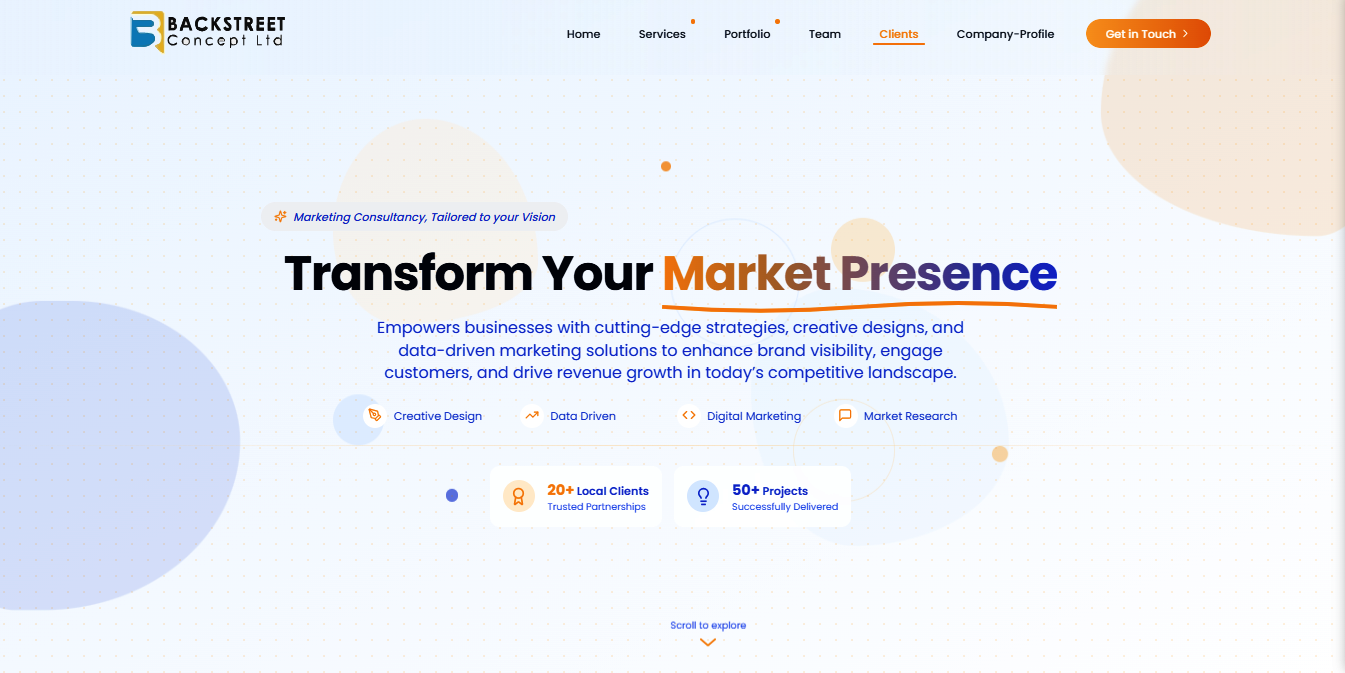 BACKSTREET
Concept Ltd
Home
Services
Portfolio
Team
Clients
Company-Profile
Get in Touch
Marketing Consultancy, Tailored to your Vision
Transform Your Market Presence
Empowers businesses with cutting-edge strategies, creative designs, and
data-driven marketing solutions to enhance brand visibility, engage
customers, and drive revenue growth in today’s competitive landscape.
Creative Design
Data Driven
Digital Marketing
Market Research
20+ Local Clients
Trusted Partnerships
50+ Projects
Successfully Delivered
Scroll to explore